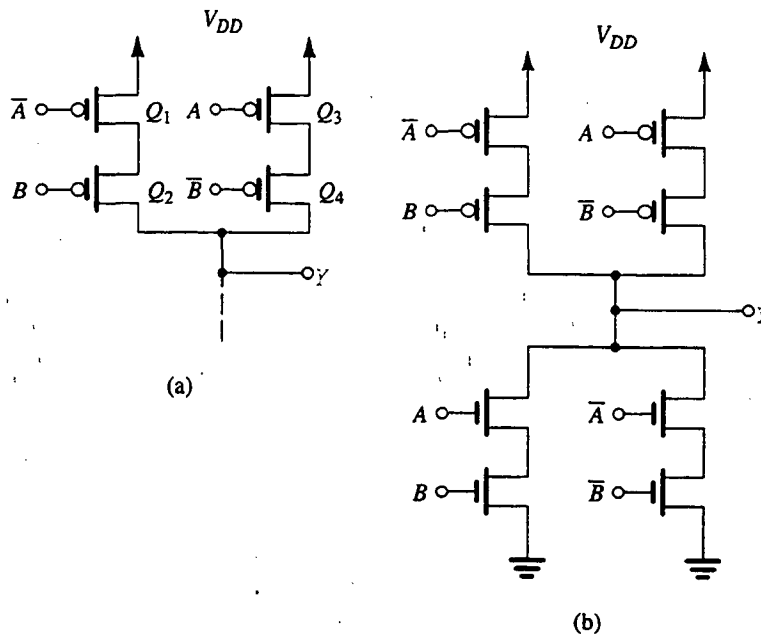 V_DD
A̅ Q₁ A Q₃
B Q₂ B̅ Q₄
Y
(a)
V_DD
A̅ A
B B̅
A A̅
B B̅
(b)